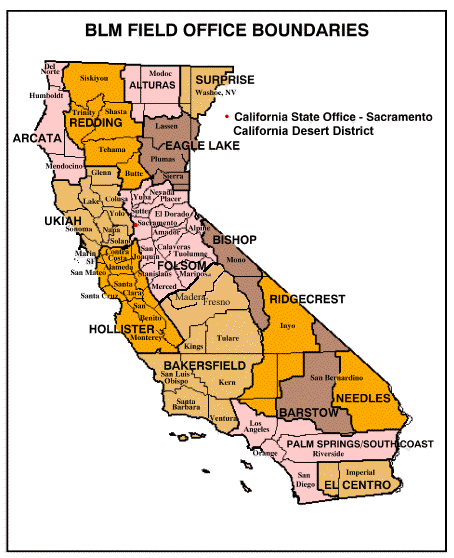 BLM FIELD OFFICE BOUNDARIES
Del
Norte
Siskiyou
Modoc
ALTURAS
SURPRISE
Washoe, NV
Humboldt
Trinity
Shasta
REDDING
Lassen
California State Office - Sacramento
California Desert District
ARCATA
EAGLE LAKE
Tehama
Plumas
Mendocino
Glenn
Butte
Sierra
Lake
Colusa
Yuba
Nevada
Placer
UKIAH
Sutter
Yolo
El Dorado
Sonoma
Napa
Sacramento
Amador
Alpine
Solano
BISHOP
Marin
SF
Contra
Costa
San
Joaquin
Calaveras
Tuolumne
Mono
Alameda
FOLSOM
San Mateo
Stanislaus
Mariposa
Santa
Clara
Merced
Santa Cruz
Madera
Fresno
RIDGECREST
San
Benito
HOLLISTER
Monterey
Inyo
Kings
Tulare
BAKERSFIELD
San Luis
Obispo
Kern
San Bernardino
NEEDLES
Santa
Barbara
Ventura
BARSTOW
Los
Angeles
PALM SPRINGS/SOUTH COAST
Orange
Riverside
San
Diego
Imperial
EL CENTRO